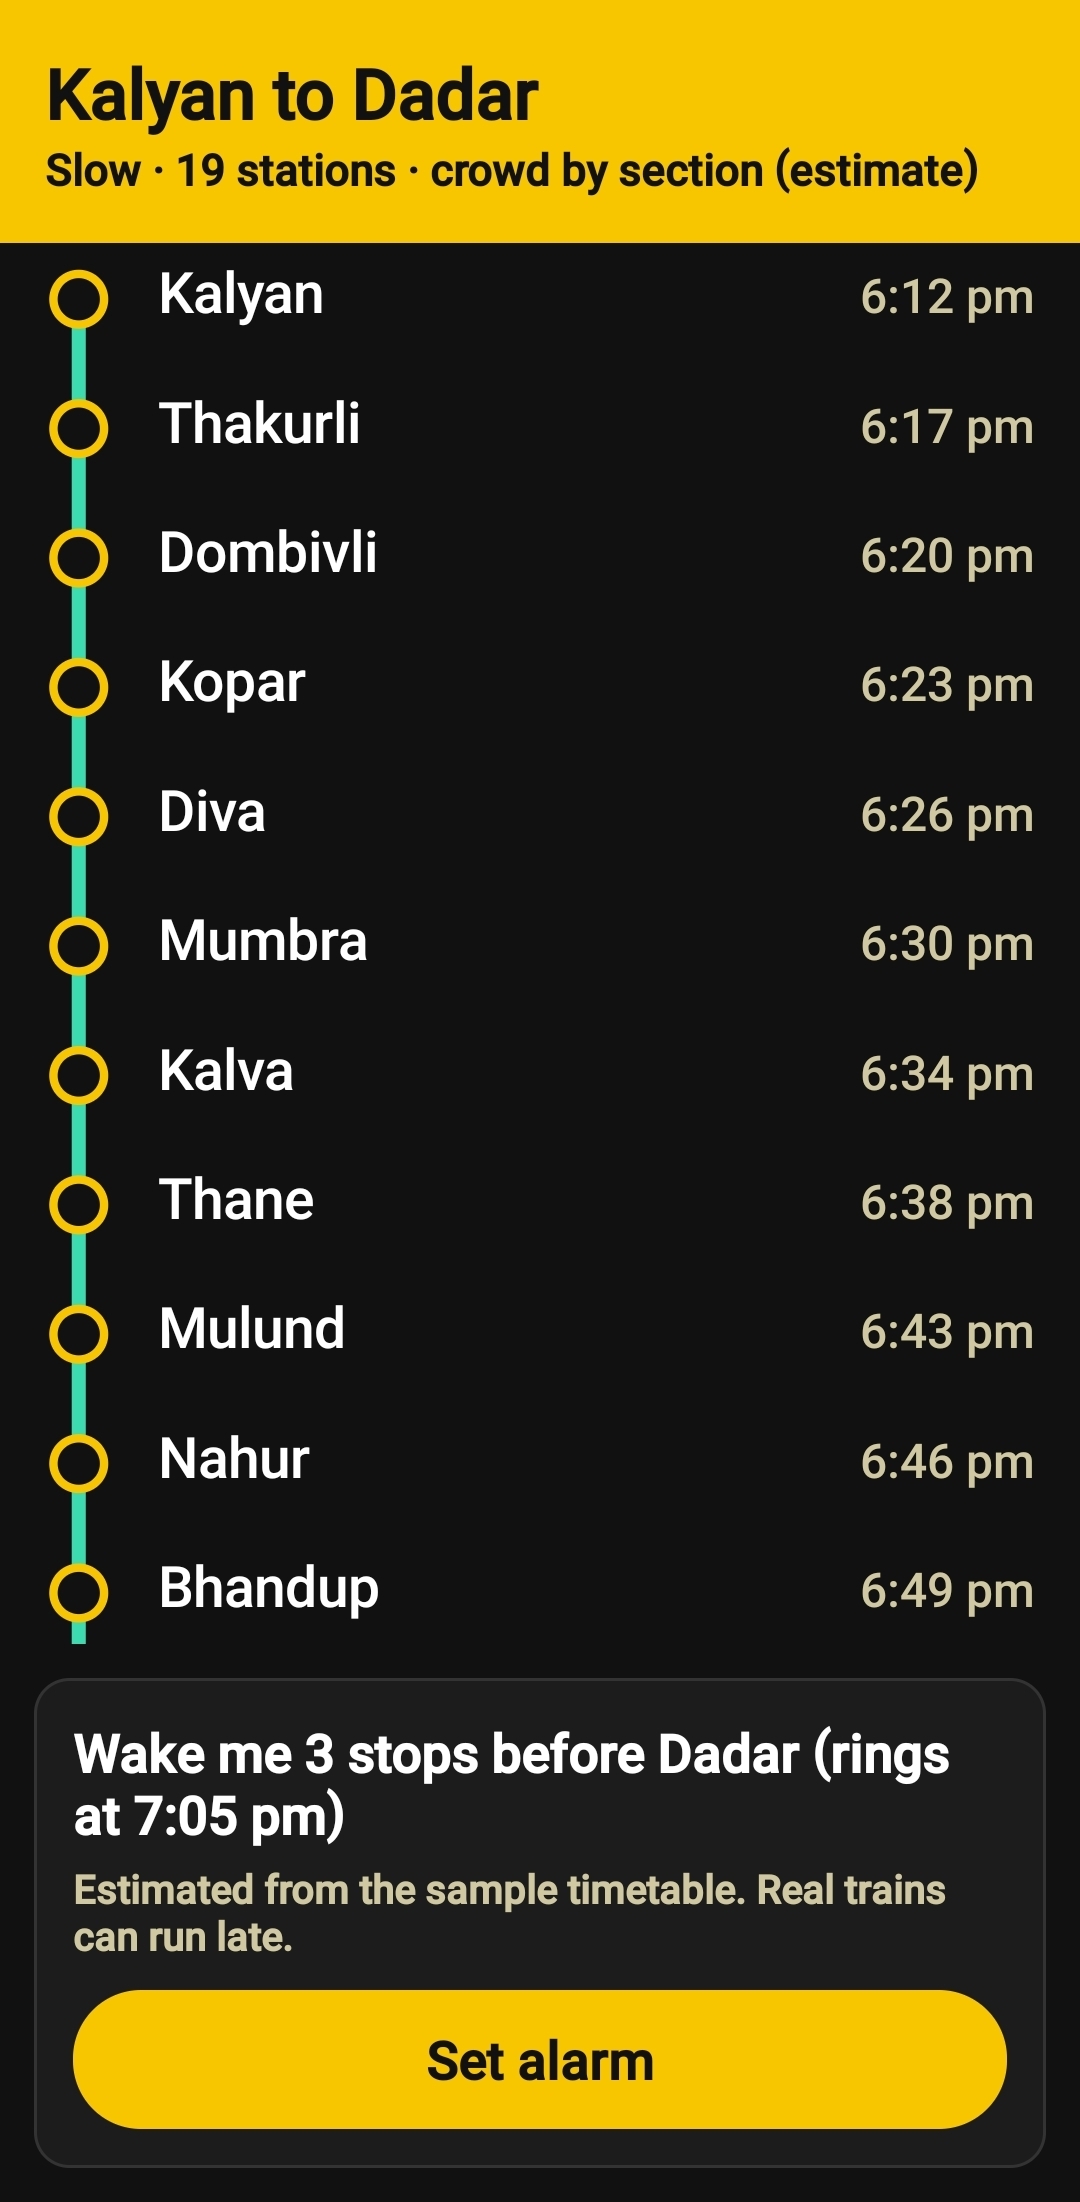 Kalyan to Dadar
Slow · 19 stations · crowd by section (estimate)
Kalyan 6:12 pm
Thakurli 6:17 pm
Dombivli 6:20 pm
Kopar 6:23 pm
Diva 6:26 pm
Mumbra 6:30 pm
Kalva 6:34 pm
Thane 6:38 pm
Mulund 6:43 pm
Nahur 6:46 pm
Bhandup 6:49 pm
Wake me 3 stops before Dadar (rings
at 7:05 pm)
Estimated from the sample timetable. Real trains
can run late.
Set alarm